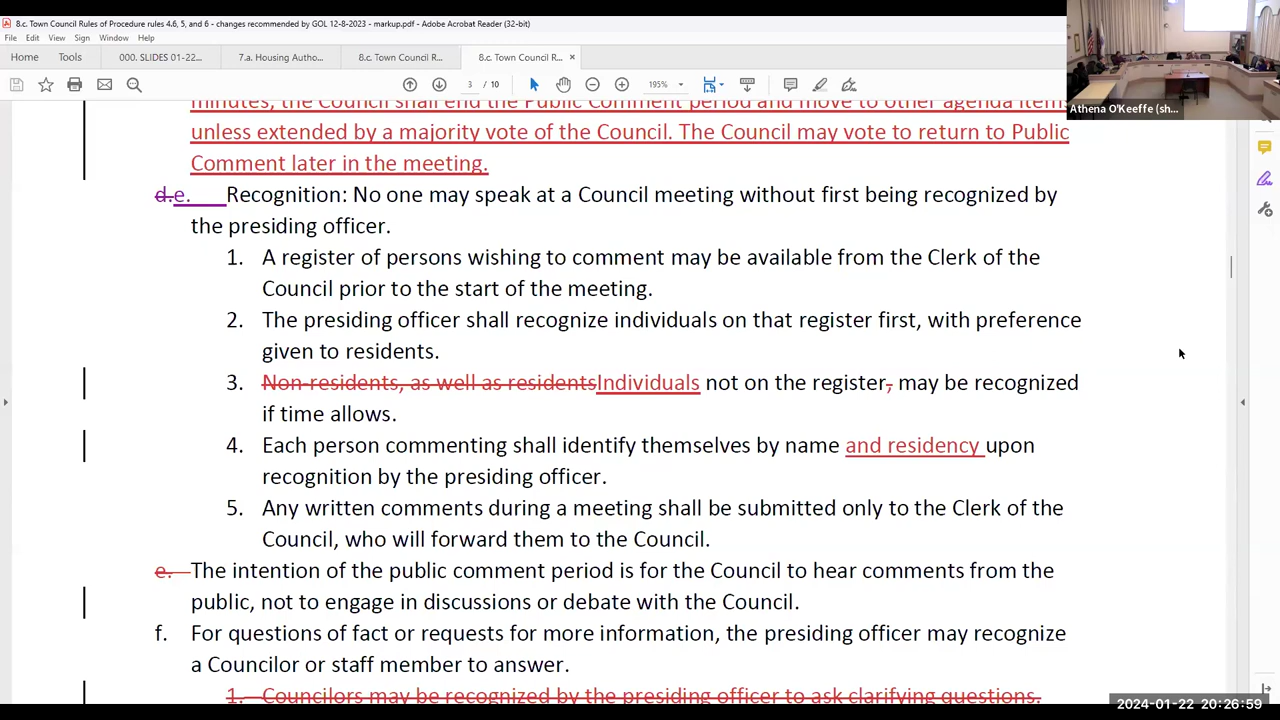 8.c. Town Council Rules of Procedure rules 4.6, 5, and 6 - changes recommended by GOL 12-8-2023 - markup.pdf - Adobe Acrobat Reader (32-bit)
File Edit View Sign Window Help
Home Tools 000. SLIDES 01-22... 7.a. Housing Autho... 8.c. Town Council R... 8.c. Town Council R... ×
3 / 10 195%
Athena O'Keeffe (sh...
minutes, the Council shall end the Public Comment period and move to other agenda items
unless extended by a majority vote of the Council. The Council may vote to return to Public
Comment later in the meeting.
d.e. Recognition: No one may speak at a Council meeting without first being recognized by
the presiding officer.
1. A register of persons wishing to comment may be available from the Clerk of the
Council prior to the start of the meeting.
2. The presiding officer shall recognize individuals on that register first, with preference
given to residents.
3. Non-residents, as well as residentsIndividuals not on the register, may be recognized
if time allows.
4. Each person commenting shall identify themselves by name and residency upon
recognition by the presiding officer.
5. Any written comments during a meeting shall be submitted only to the Clerk of the
Council, who will forward them to the Council.
e. The intention of the public comment period is for the Council to hear comments from the
public, not to engage in discussions or debate with the Council.
f. For questions of fact or requests for more information, the presiding officer may recognize
a Councilor or staff member to answer.
1. Councilors may be recognized by the presiding officer to ask clarifying questions.
2024-01-22 20:26:59